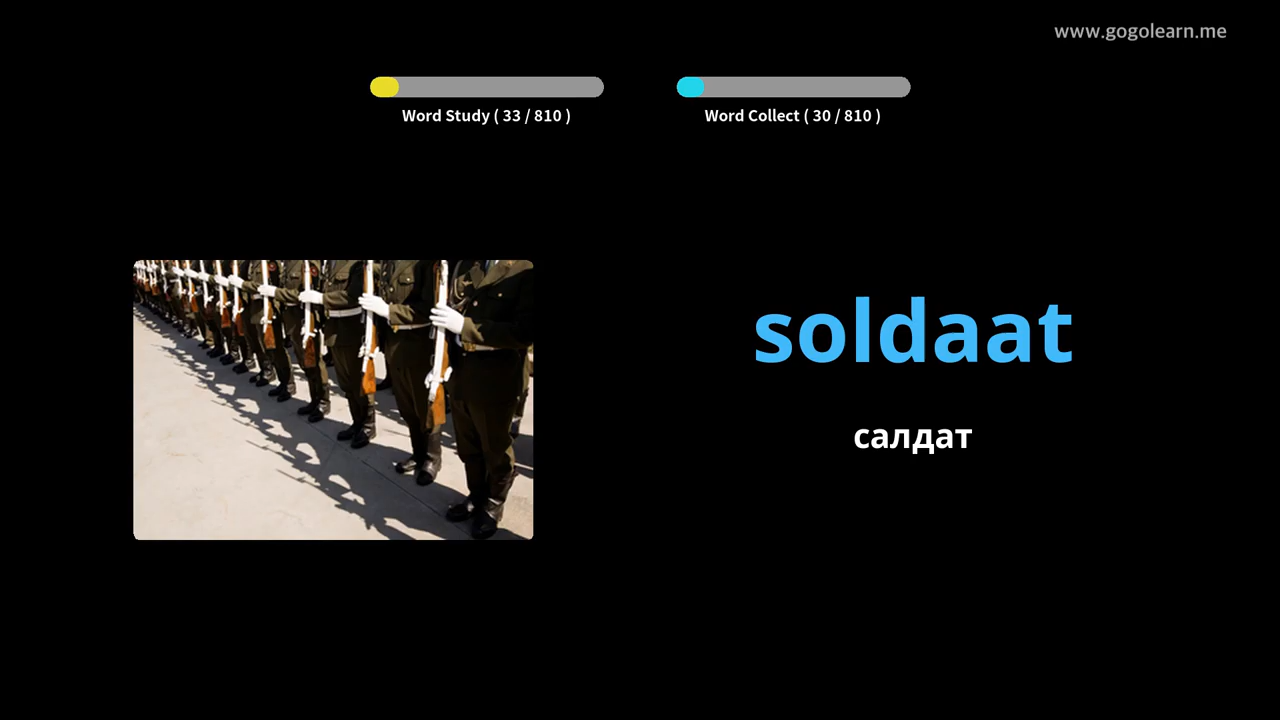 www.gogolearn.me
Word Study ( 33 / 810 )
Word Collect ( 30 / 810 )
soldaat
салдат